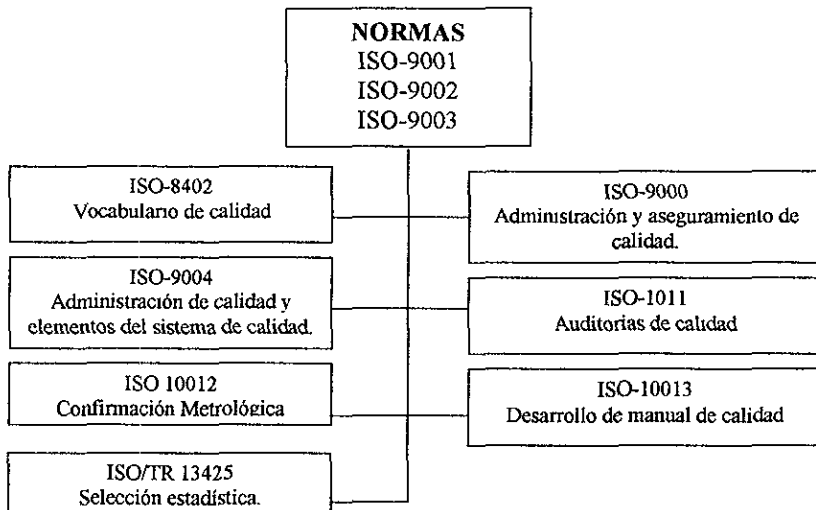 NORMAS
ISO-9001
ISO-9002
ISO-9003
ISO-8402
Vocabulario de calidad
ISO-9000
Administración y aseguramiento de
calidad.
ISO-9004
Administración de calidad y
elementos del sistema de calidad.
ISO-1011
Auditorias de calidad
ISO 10012
Confirmación Metrológica
ISO-10013
Desarrollo de manual de calidad
ISO/TR 13425
Selección estadística.